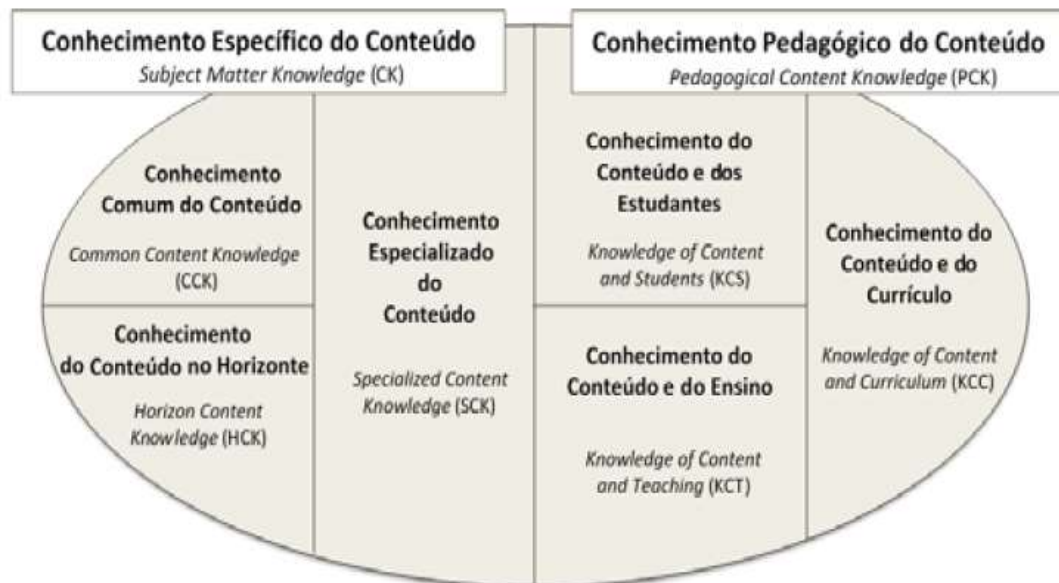 Conhecimento Específico do Conteúdo
Subject Matter Knowledge (CK)
Conhecimento Pedagógico do Conteúdo
Pedagogical Content Knowledge (PCK)
Conhecimento
Comum do Conteúdo
Common Content Knowledge
(CCK)
Conhecimento
do Conteúdo no Horizonte
Horizon Content
Knowledge (HCK)
Conhecimento
Especializado
do
Conteúdo
Specialized Content
Knowledge (SCK)
Conhecimento do
Conteúdo e dos
Estudantes
Knowledge of Content
and Students (KCS)
Conhecimento do
Conteúdo e do Ensino
Knowledge of Content
and Teaching (KCT)
Conhecimento do
Conteúdo e do
Currículo
Knowledge of Content
and Curriculum (KCC)